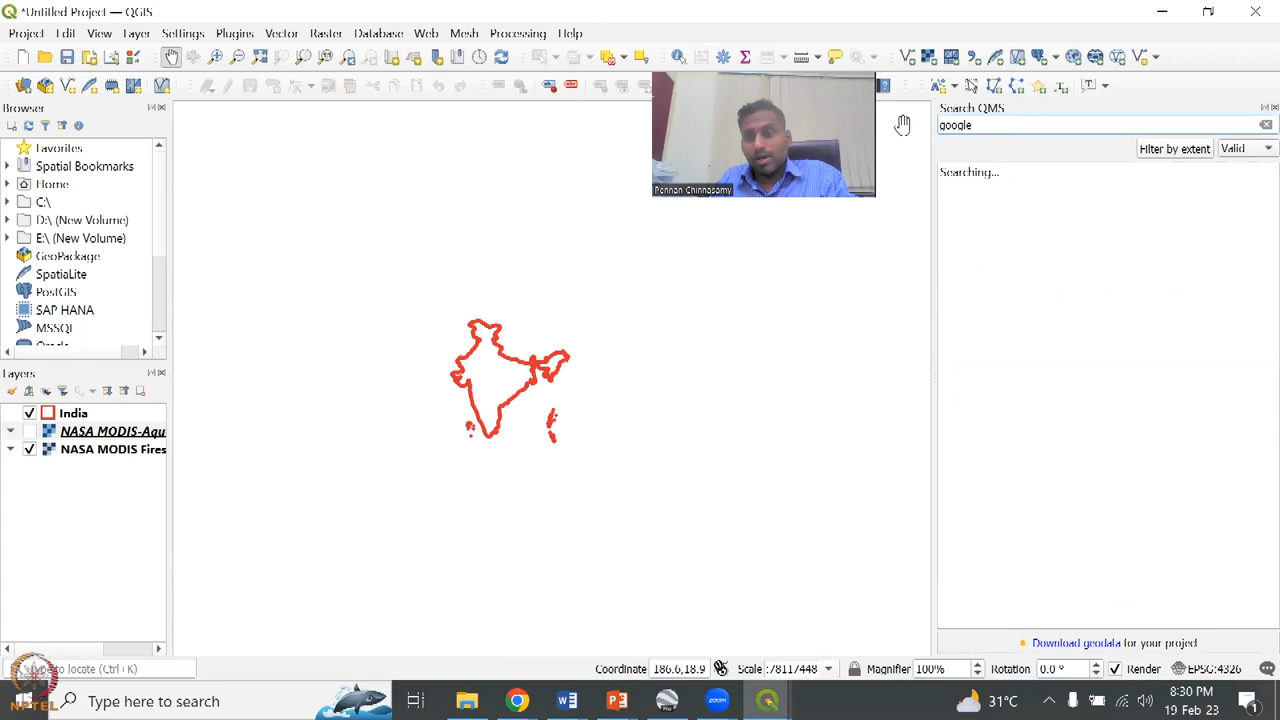 *Untitled Project — QGIS
Project Edit View Layer Settings Plugins Vector Raster Database Web Mesh Processing Help
Browser
Favorites
Spatial Bookmarks
Home
C:\
D:\ (New Volume)
E:\ (New Volume)
GeoPackage
SpatiaLite
PostGIS
SAP HANA
MSSQL
Oracle
Layers
India
NASA MODIS-Aqu
NASA MODIS Fires
Pennan Chinnasamy
Search QMS
google
Filter by extent Valid
Searching...
Download geodata for your project
to locate (Ctrl+K)
Coordinate 186.6,18.9 Scale :78117448 Magnifier 100% Rotation 0.0 ° Render EPSG:4326
NPTEL
Type here to search
31°C
8:30 PM
19 Feb 23
1